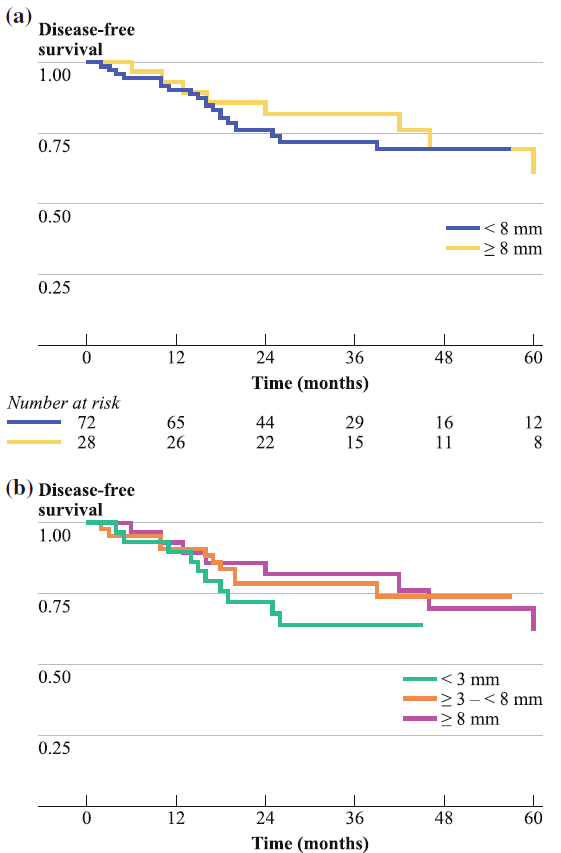 (a) Disease-free
survival
1.00
0.75
0.50
0.25
< 8 mm
≥ 8 mm
0 12 24 36 48 60
Time (months)
Number at risk
72 65 44 29 16 12
28 26 22 15 11 8
(b) Disease-free
survival
1.00
0.75
0.50
0.25
< 3 mm
≥ 3 – < 8 mm
≥ 8 mm
0 12 24 36 48 60
Time (months)